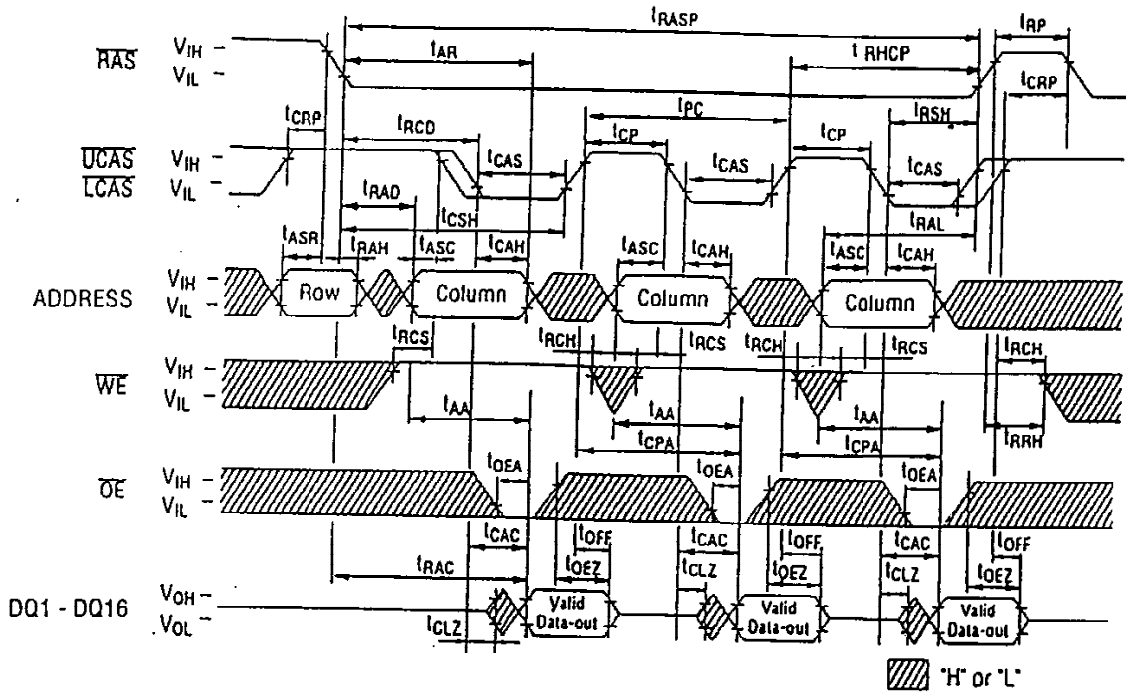 tRASP tRP
RAS VIH VIL tAR tRHCP
tCRP tRCD tPC tRSH tCRP
UCAS LCAS VIH VIL tCAS tCP tCAS tCP tCAS
tRAD tCSH tRAL
tASR tRAH tASC tCAH tASC tCAH tASC tCAH
ADDRESS VIH VIL Row Column Column Column
tRCS tRCH tRCS tRCH tRCS tRCH
WE VIH VIL
tAA tAA tAA tRRH
tCPA tCPA
OE VIH VIL tOEA tOEA tOEA
tCAC tOFF tCAC tOFF tCAC tOFF
tRAC tOEZ tCLZ tOEZ tCLZ tOEZ
DQ1 - DQ16 VOH VOL Valid Data-out Valid Data-out Valid Data-out
tCLZ
"H" or "L"